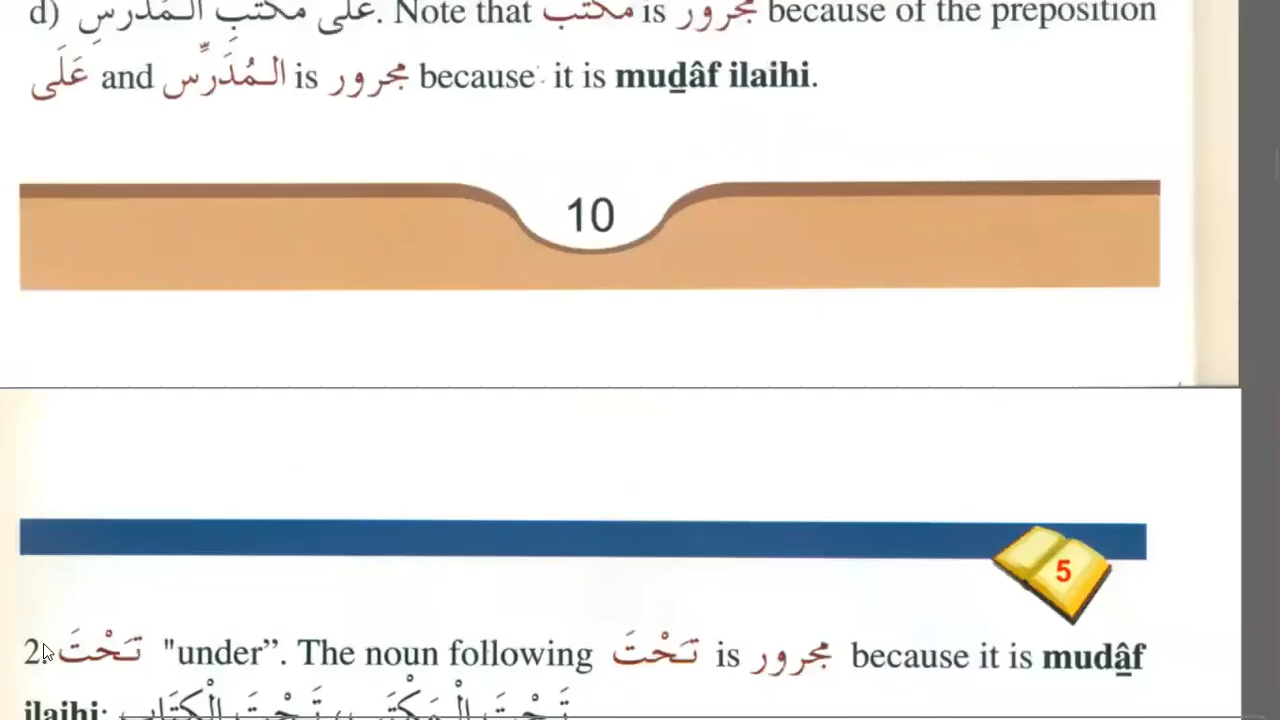 d) عَلَى مَكْتَبِ الْمُدَرِّسِ. Note that مكتب is مجرور because of the preposition
عَلَى and الْمُدَرِّس is مجرور because it is mudâf ilaihi.
10
5
2. تَحْتَ "under”. The noun following تَحْتَ is مجرور because it is mudâf
ilaihi: تَحْتَ الْمَكْتَبِ، تَحْتَ الْكِتَابِ